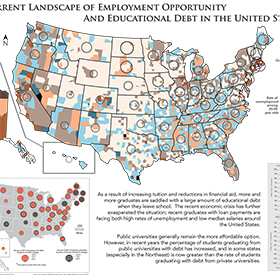 RRENT LANDSCAPE OF EMPLOYMENT OPPORTUNITY
AND EDUCATIONAL DEBT IN THE UNITED ST
N
Rate of
unemployment
among
20-65
year olds
As a result of increasing tuition and reductions in financial aid, more and
more graduates are saddled with a large amount of educational debt
when they leave school. The recent economic crisis has further
exasperated the situation; recent graduates with loan payments are
facing both high rates of unemployment and low median salaries around
the United States.
Public universities generally remain the more affordable option.
However, in recent years the percentage of students graduating from
public universities with debt has increased, and in some states
(especially in the Northeast) is now greater than the rate of students
graduating with debt from private universities.